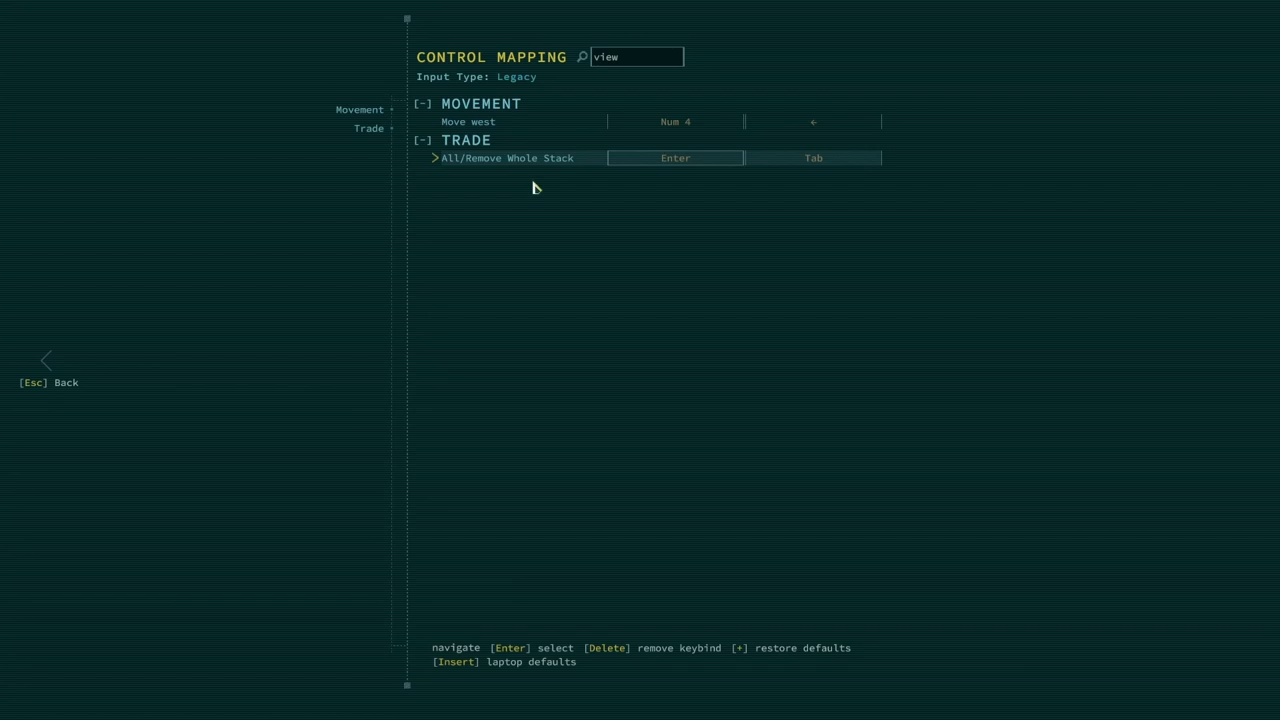 CONTROL MAPPING view
Input Type: Legacy
Movement
Trade
[-] MOVEMENT
Move west Num 4 ←
[-] TRADE
>All/Remove Whole Stack Enter Tab
[Esc] Back
navigate [Enter] select [Delete] remove keybind [+] restore defaults
[Insert] laptop defaults